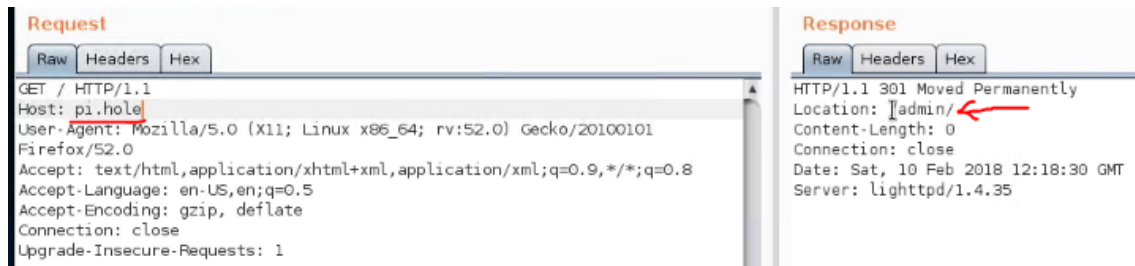 Request
Raw Headers Hex
GET / HTTP/1.1
Host: pi.hole
User-Agent: Mozilla/5.0 (X11; Linux x86_64; rv:52.0) Gecko/20100101
Firefox/52.0
Accept: text/html,application/xhtml+xml,application/xml;q=0.9,*/*;q=0.8
Accept-Language: en-US,en;q=0.5
Accept-Encoding: gzip, deflate
Connection: close
Upgrade-Insecure-Requests: 1
Response
Raw Headers Hex
HTTP/1.1 301 Moved Permanently
Location: /admin/
Content-Length: 0
Connection: close
Date: Sat, 10 Feb 2018 12:18:30 GMT
Server: lighttpd/1.4.35